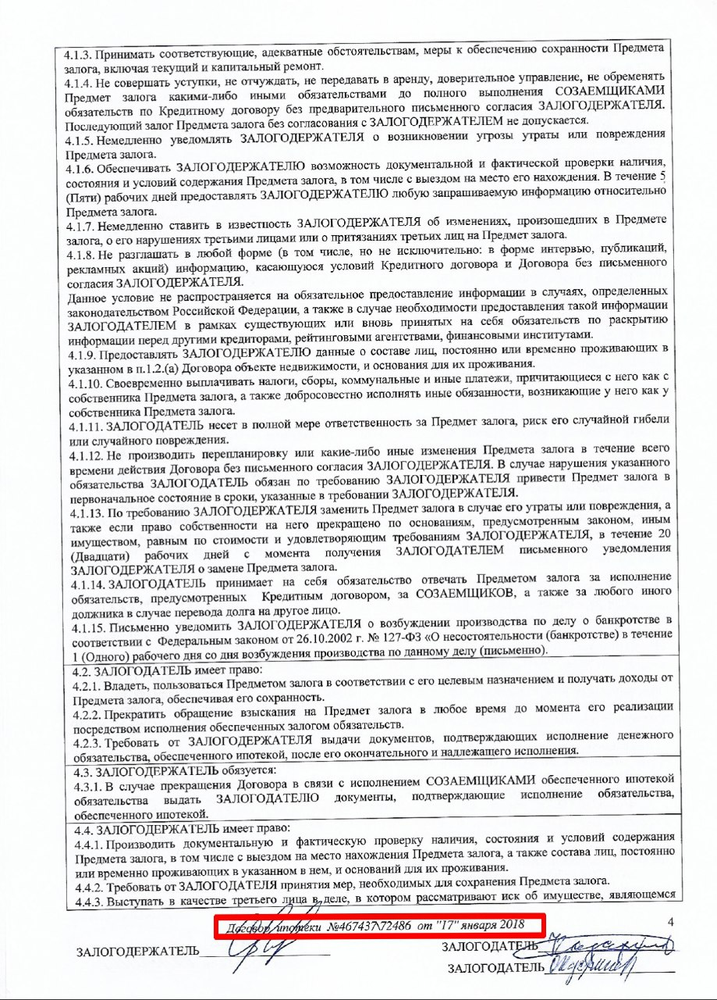 4.1.3. Принимать соответствующие, адекватные обстоятельствам, меры к обеспечению сохранности Предмета
залога, включая текущий и капитальный ремонт.
4.1.4. Не совершать уступки, не отчуждать, не передавать в аренду, доверительное управление, не обременять
Предмет залога какими-либо иными обязательствами до полного выполнения СОЗАЕМЩИКАМИ
обязательств по Кредитному договору без предварительного письменного согласия ЗАЛОГОДЕРЖАТЕЛЯ.
Последующий залог Предмета залога без согласования с ЗАЛОГОДЕРЖАТЕЛЕМ не допускается.
4.1.5. Немедленно уведомлять ЗАЛОГОДЕРЖАТЕЛЯ о возникновении угрозы утраты или повреждения
Предмета залога.
4.1.6. Обеспечивать ЗАЛОГОДЕРЖАТЕЛЮ возможность документальной и фактической проверки наличия,
состояния и условий содержания Предмета залога, в том числе с выездом на место его нахождения. В течение 5
(Пяти) рабочих дней предоставлять ЗАЛОГОДЕРЖАТЕЛЮ любую запрашиваемую информацию относительно
Предмета залога.
4.1.7. Немедленно ставить в известность ЗАЛОГОДЕРЖАТЕЛЯ об изменениях, произошедших в Предмете
залога, о его нарушениях третьими лицами или о притязаниях третьих лиц на Предмет залога.
4.1.8. Не разглашать в любой форме (в том числе, но не исключительно: в форме интервью, публикаций,
рекламных акций) информацию, касающуюся условий Кредитного договора и Договора без письменного
согласия ЗАЛОГОДЕРЖАТЕЛЯ.
Данное условие не распространяется на обязательное предоставление информации в случаях, определенных
законодательством Российской Федерации, а также в случае необходимости предоставления такой информации
ЗАЛОГОДАТЕЛЕМ в рамках существующих или вновь принятых на себя обязательств по раскрытию
информации перед другими кредиторами, рейтинговыми агентствами, финансовыми институтами.
4.1.9. Предоставлять ЗАЛОГОДЕРЖАТЕЛЮ данные о составе лиц, постоянно или временно проживающих в
указанном в п.1.2.(а) Договора объекте недвижимости, и основания для их проживания.
4.1.10. Своевременно выплачивать налоги, сборы, коммунальные и иные платежи, причитающиеся с него как с
собственника Предмета залога, а также добросовестно исполнять иные обязанности, возникающие у него как у
собственника Предмета залога.
4.1.11. ЗАЛОГОДАТЕЛЬ несет в полной мере ответственность за Предмет залога, риск его случайной гибели
или случайного повреждения.
4.1.12. Не производить перепланировку или какие-либо иные изменения Предмета залога в течение всего
времени действия Договора без письменного согласия ЗАЛОГОДЕРЖАТЕЛЯ. В случае нарушения указанного
обязательства ЗАЛОГОДАТЕЛЬ обязан по требованию ЗАЛОГОДЕРЖАТЕЛЯ привести Предмет залога в
первоначальное состояние в сроки, указанные в требовании ЗАЛОГОДЕРЖАТЕЛЯ.
4.1.13. По требованию ЗАЛОГОДЕРЖАТЕЛЯ заменить Предмет залога в случае его утраты или повреждения, а
также если право собственности на него прекращено по основаниям, предусмотренным законом, иным
имуществом, равным по стоимости и удовлетворяющим требованиям ЗАЛОГОДЕРЖАТЕЛЯ, в течение 20
(Двадцати) рабочих дней с момента получения ЗАЛОГОДАТЕЛЕМ письменного уведомления
ЗАЛОГОДЕРЖАТЕЛЯ о замене Предмета залога.
4.1.14. ЗАЛОГОДАТЕЛЬ принимает на себя обязательство отвечать Предметом залога за исполнение
обязательств, предусмотренных Кредитным договором, за СОЗАЕМЩИКОВ, а также за любого иного
должника в случае перевода долга на другое лицо.
4.1.15. Письменно уведомить ЗАЛОГОДЕРЖАТЕЛЯ о возбуждении производства по делу о банкротстве в
соответствии с Федеральным законом от 26.10.2002 г. № 127-ФЗ «О несостоятельности (банкротстве) в течение
1 (Одного) рабочего дня со дня возбуждения производства по данному делу (письменно).
4.2. ЗАЛОГОДАТЕЛЬ имеет право:
4.2.1. Владеть, пользоваться Предметом залога в соответствии с его целевым назначением и получать доходы от
Предмета залога, обеспечивая его сохранность.
4.2.2. Прекратить обращение взыскания на Предмет залога в любое время до момента его реализации
посредством исполнения обеспеченных залогом обязательств.
4.2.3. Требовать от ЗАЛОГОДЕРЖАТЕЛЯ выдачи документов, подтверждающих исполнение денежного
обязательства, обеспеченного ипотекой, после его окончательного и надлежащего исполнения.
4.3. ЗАЛОГОДЕРЖАТЕЛЬ обязуется:
4.3.1. В случае прекращения Договора в связи с исполнением СОЗАЕМЩИКАМИ обеспеченного ипотекой
обязательства выдать ЗАЛОГОДАТЕЛЮ документы, подтверждающие исполнение обязательства,
обеспеченного ипотекой.
4.4. ЗАЛОГОДЕРЖАТЕЛЬ имеет право:
4.4.1. Производить документальную и фактическую проверку наличия, состояния и условий содержания
Предмета залога, в том числе с выездом на место нахождения Предмета залога, а также состава лиц, постоянно
или временно проживающих в указанном в нем, и оснований для их проживания.
4.4.2. Требовать от ЗАЛОГОДАТЕЛЯ принятия мер, необходимых для сохранения Предмета залога.
4.4.3. Выступать в качестве третьего лица в деле, в котором рассматривают иск об имуществе, являющемся
Договор ипотеки №467437\72486 от "17" января 2018
4
ЗАЛОГОДЕРЖАТЕЛЬ
ЗАЛОГОДАТЕЛЬ
ЗАЛОГОДАТЕЛЬ